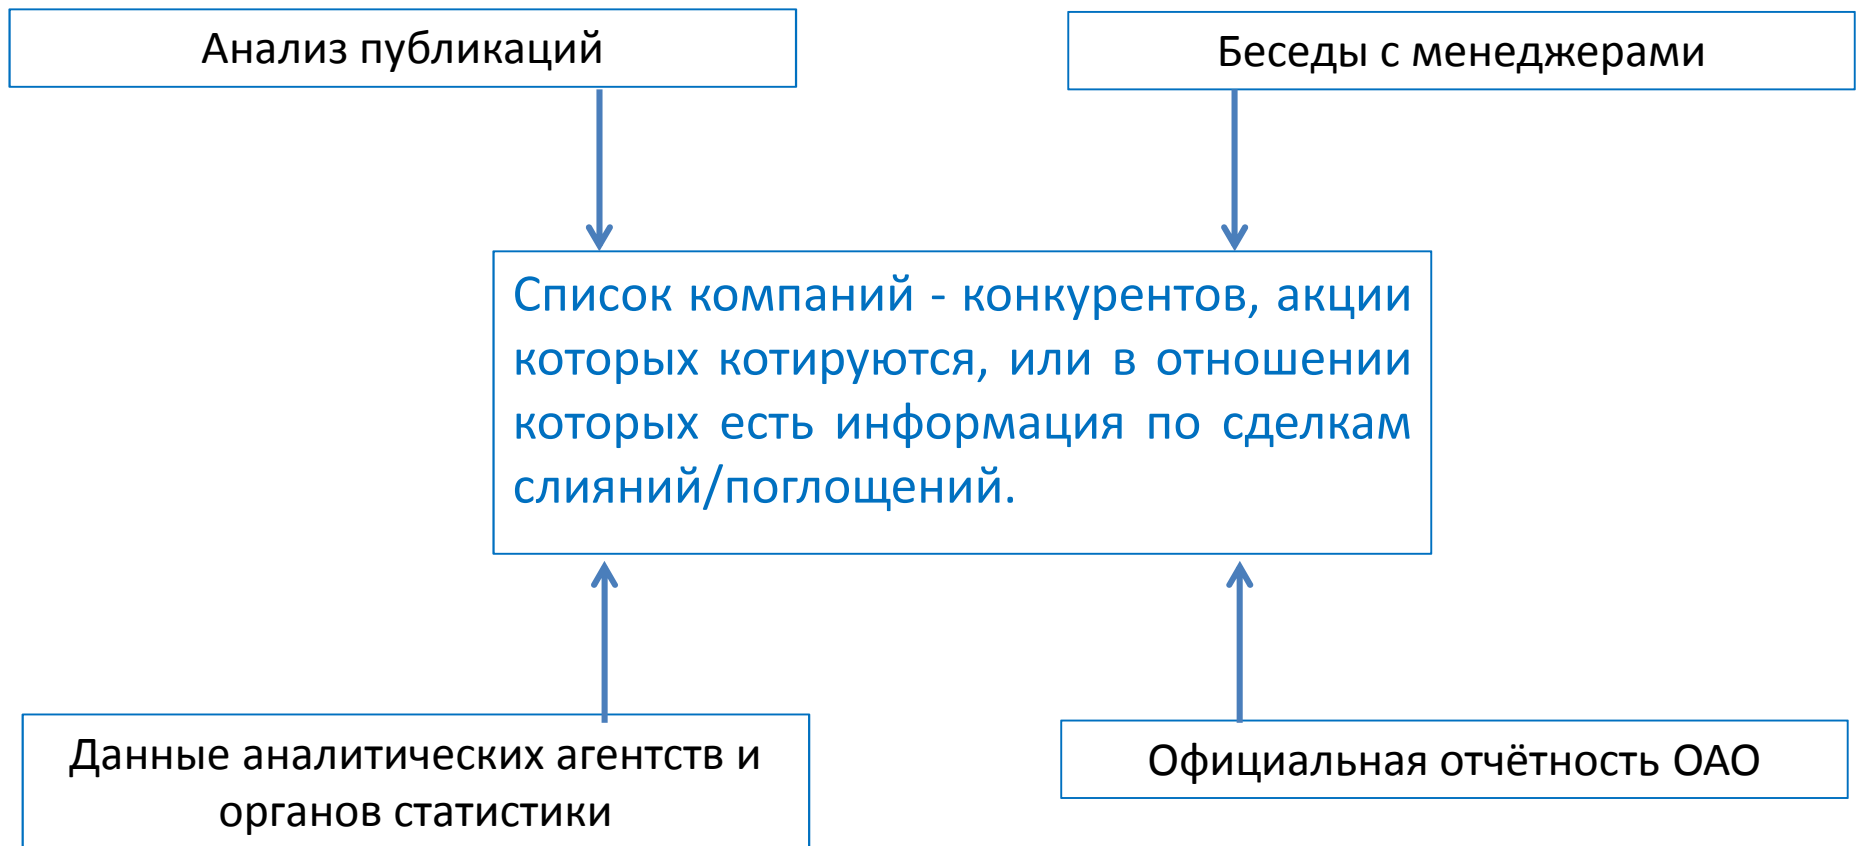 Анализ публикаций
Беседы с менеджерами
Список компаний - конкурентов, акции
которых котируются, или в отношении
которых есть информация по сделкам
слияний/поглощений.
Данные аналитических агентств и
органов статистики
Официальная отчётность ОАО